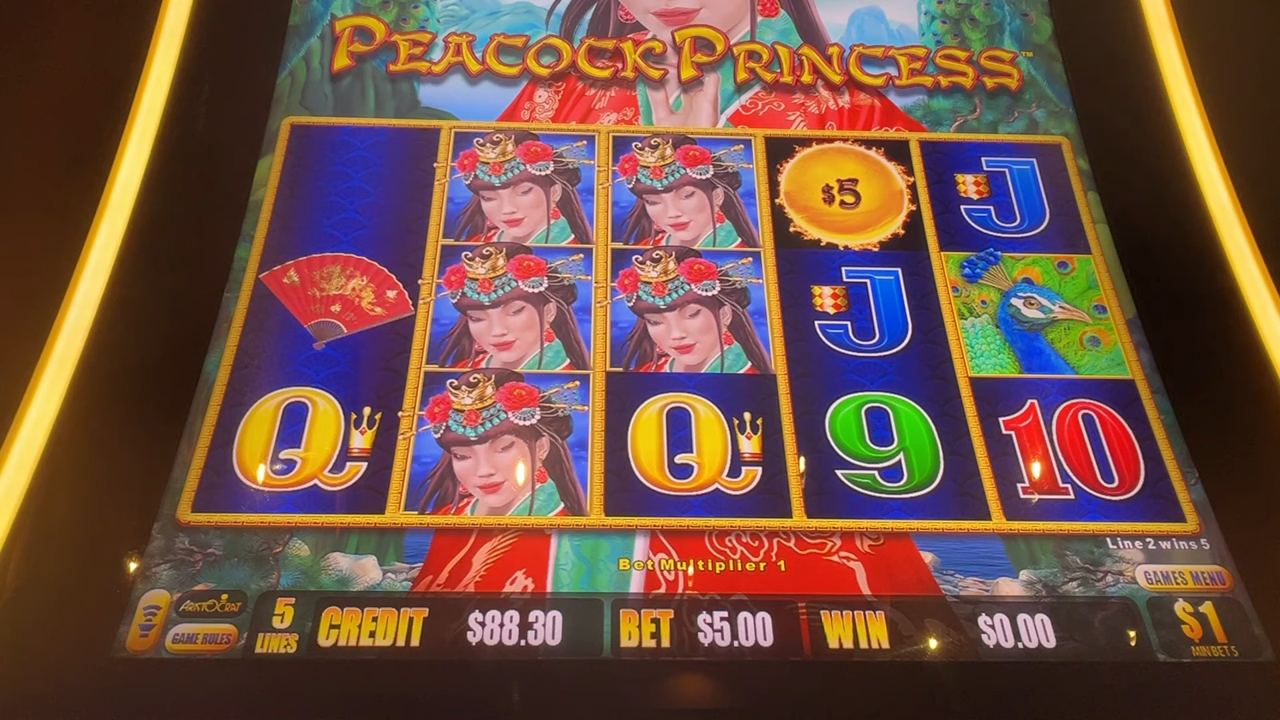 PEACOCK PRINCESS™
$5
J
J
Q
Q
9
10
Line 2 wins 5
Bet Multiplier 1
GAMES MENU
ARISTOCRAT
GAME RULES
5
LINES
CREDIT $88.30
BET $5.00
WIN $0.00
$1
MIN BET 5